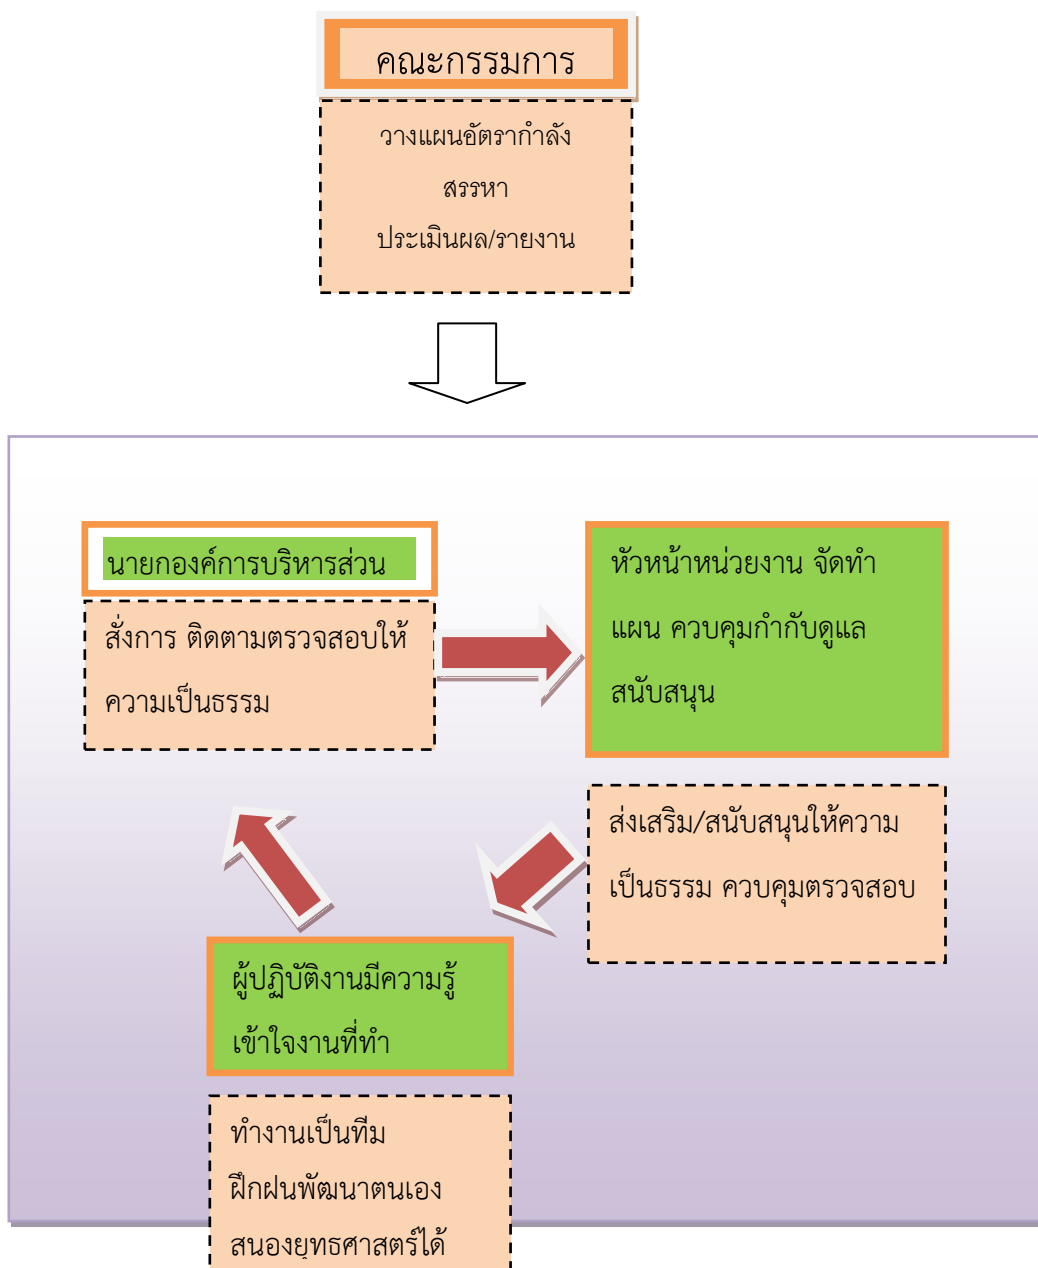 คณะกรรมการ
วางแผนอัตรากำลัง
สรรหา
ประเมินผล/รายงาน
นายกองค์การบริหารส่วน
สั่งการ ติดตามตรวจสอบให้
ความเป็นธรรม
หัวหน้าหน่วยงาน จัดทำ
แผน ควบคุมกำกับดูแล
สนับสนุน
ส่งเสริม/สนับสนุนให้ความ
เป็นธรรม ควบคุมตรวจสอบ
ผู้ปฏิบัติงานมีความรู้
เข้าใจงานที่ทำ
ทำงานเป็นทีม
ฝึกฝนพัฒนาตนเอง
สนองยุทธศาสตร์ได้